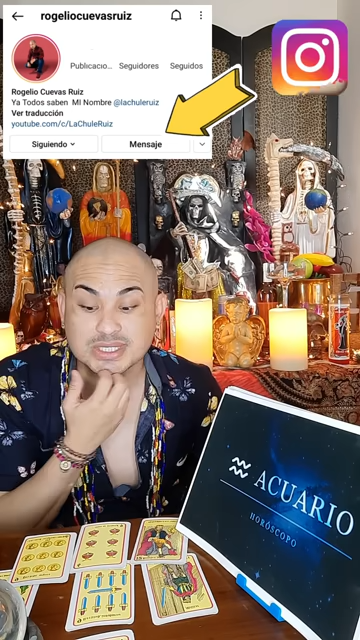 rogeliocuevasruiz
Publicacio... Seguidores Seguidos
Rogelio Cuevas Ruiz
Ya Todos saben Mi Nombre @lachuleruiz
Ver traducción
youtube.com/c/LaChuleRuiz
Siguiendo Mensaje
ACUARIO
HORÓSCOPO